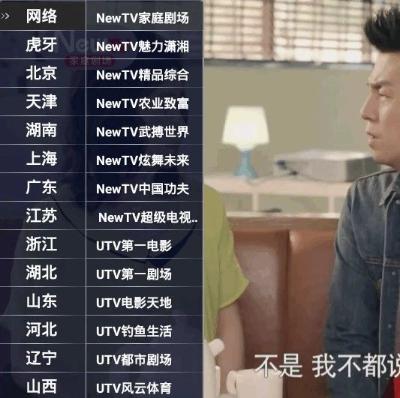 网络 NewTV家庭剧场
虎牙 NewTV魅力潇湘
北京 NewTV精品综合
天津 NewTV农业致富
湖南 NewTV武搏世界
上海 NewTV炫舞未来
广东 NewTV中国功夫
江苏 NewTV超级电视..
浙江 UTV第一电影
湖北 UTV第一剧场
山东 UTV电影天地
河北 UTV钓鱼生活
辽宁 UTV都市剧场
山西 UTV风云体育
New
家庭剧场
不是 我不都说